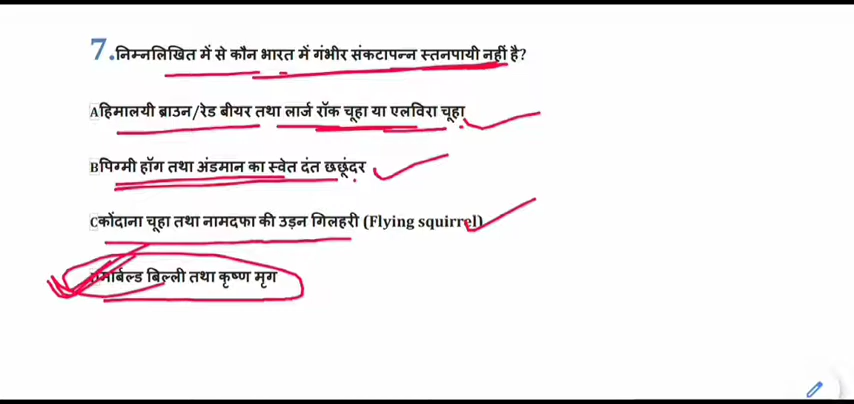 7.निम्नलिखित में से कौन भारत में गंभीर संकटापन्न स्तनपायी नहीं है?
Aहिमालयी ब्राउन/रेड बीयर तथा लार्ज रॉक चूहा या एलविरा चूहा
Bपिग्मी हॉग तथा अंडमान का स्वेत दंत छछूंदर
Cकोंदाना चूहा तथा नामदफा की उड़न गिलहरी (Flying squirrel)
Dमार्बल्ड बिल्ली तथा कृष्ण मृग